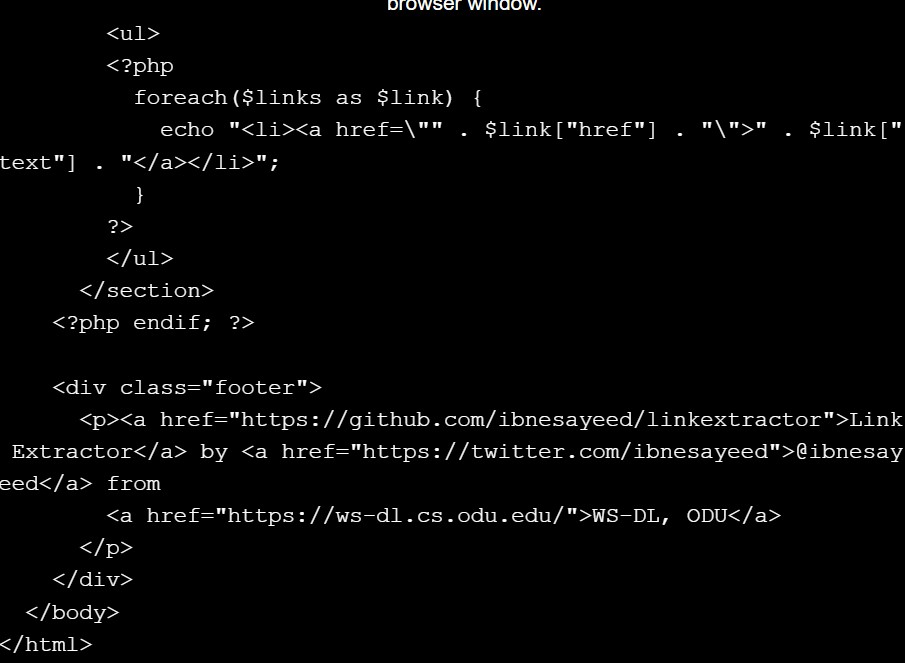 browser window.
<ul>
<?php
foreach($links as $link) {
echo "<li><a href=\"" . $link["href"] . "\">" . $link["
text"] . "</a></li>";
}
?>
</ul>
</section>
<?php endif; ?>
<div class="footer">
<p><a href="https://github.com/ibnesayeed/linkextractor">Link
Extractor</a> by <a href="https://twitter.com/ibnesayeed">@ibnesay
eed</a> from
<a href="https://ws-dl.cs.odu.edu/">WS-DL, ODU</a>
</p>
</div>
</body>
</html>